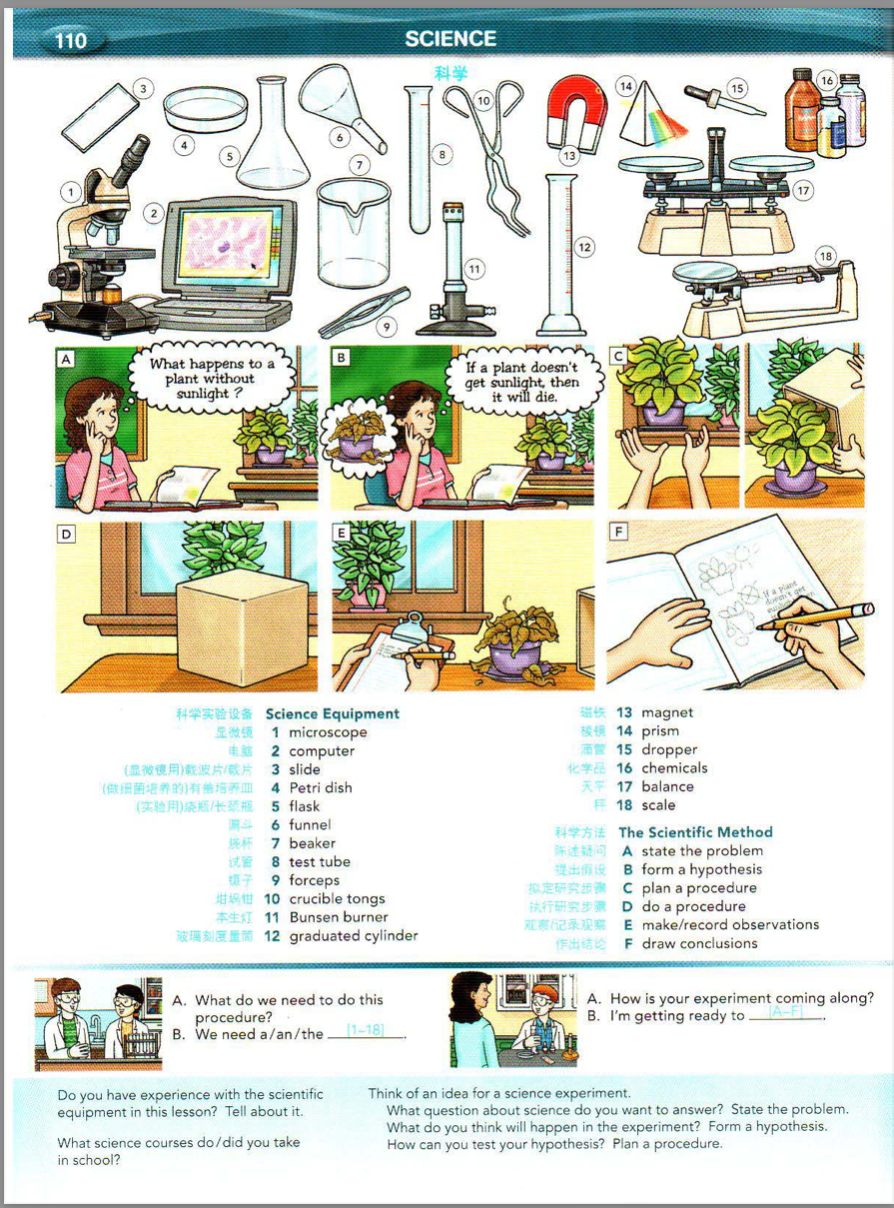 110
SCIENCE
科学
1
2
3
4
5
6
7
8
9
10
11
12
13
14
15
16
17
18
A
What happens to a
plant without
sunlight ?
B
If a plant doesn't
get sunlight, then
it will die.
C
D
E
F
If a Plant
doesn't get
科学实验设备 Science Equipment
显微镜 1 microscope
电脑 2 computer
(显微镜用)载玻片/载片 3 slide
(做细菌培养的)有盖培养皿 4 Petri dish
(实验用)烧瓶/长颈瓶 5 flask
漏斗 6 funnel
烧杯 7 beaker
试管 8 test tube
镊子 9 forceps
坩埚钳 10 crucible tongs
本生灯 11 Bunsen burner
玻璃刻度量筒 12 graduated cylinder
磁铁 13 magnet
棱镜 14 prism
滴管 15 dropper
化学品 16 chemicals
天平 17 balance
秤 18 scale
科学方法 The Scientific Method
陈述疑问 A state the problem
提出假设 B form a hypothesis
拟定研究步骤 C plan a procedure
执行研究步骤 D do a procedure
观察/记录观察 E make/record observations
作出结论 F draw conclusions
A. What do we need to do this
procedure?
B. We need a/an/the [1–18].
A. How is your experiment coming along?
B. I'm getting ready to [A–F].
Do you have experience with the scientific
equipment in this lesson? Tell about it.
What science courses do/did you take
in school?
Think of an idea for a science experiment.
What question about science do you want to answer? State the problem.
What do you think will happen in the experiment? Form a hypothesis.
How can you test your hypothesis? Plan a procedure.